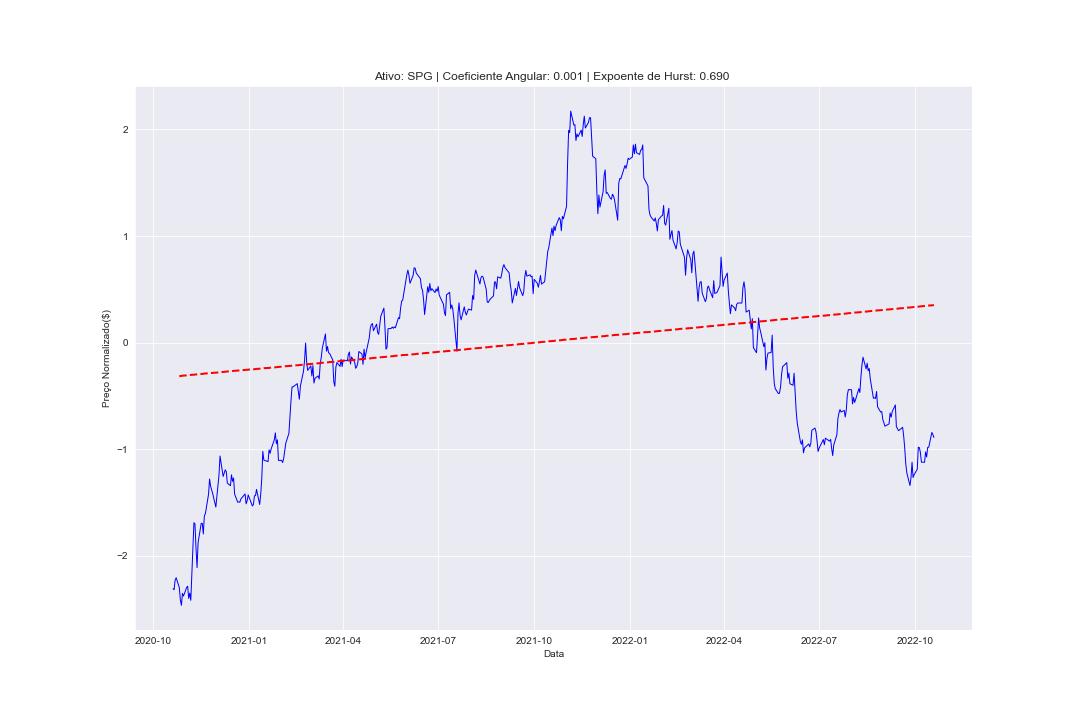 Ativo: SPG | Coeficiente Angular: 0.001 | Expoente de Hurst: 0.690
Preço Normalizado($)
2
1
0
−1
−2
2020-10 2021-01 2021-04 2021-07 2021-10 2022-01 2022-04 2022-07 2022-10
Data